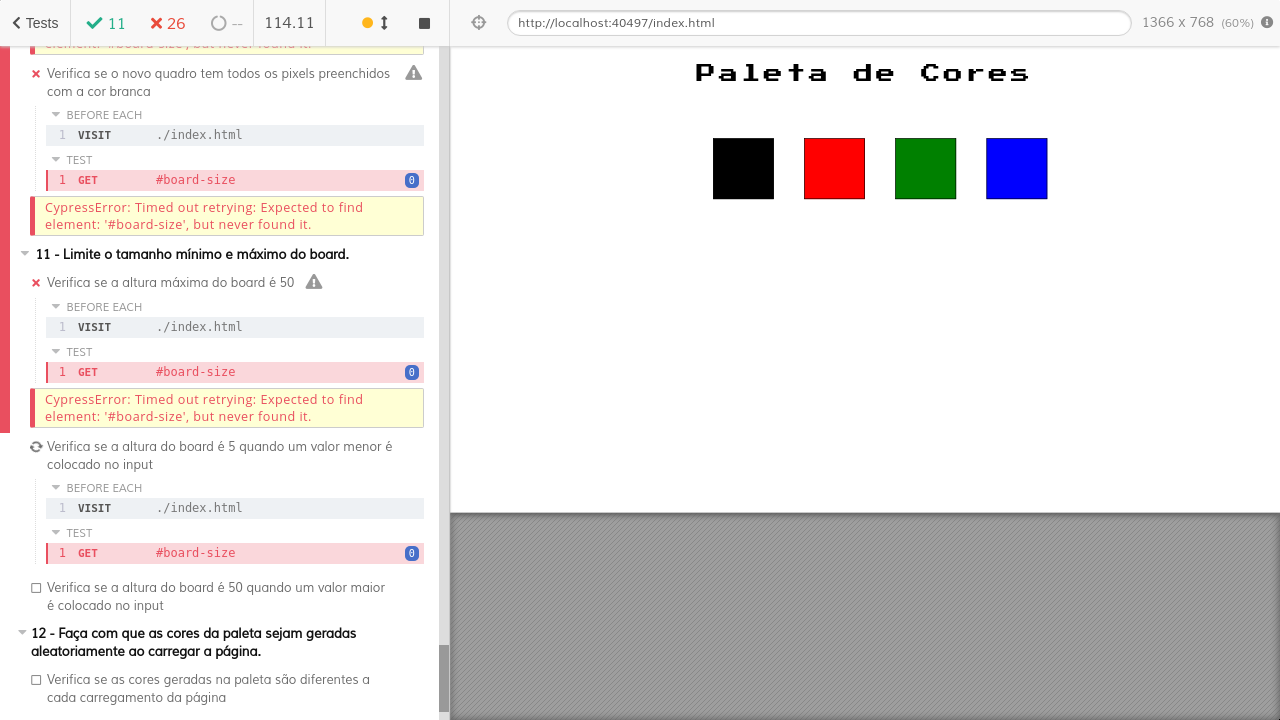 Tests
11
26
--
114.11
http://localhost:40497/index.html
1366 x 768 (60%)
element: '#board-size', but never found it.
Verifica se o novo quadro tem todos os pixels preenchidos
com a cor branca
BEFORE EACH
1 VISIT ./index.html
TEST
1 GET #board-size 0
CypressError: Timed out retrying: Expected to find
element: '#board-size', but never found it.
11 - Limite o tamanho mínimo e máximo do board.
Verifica se a altura máxima do board é 50
BEFORE EACH
1 VISIT ./index.html
TEST
1 GET #board-size 0
CypressError: Timed out retrying: Expected to find
element: '#board-size', but never found it.
Verifica se a altura do board é 5 quando um valor menor é
colocado no input
BEFORE EACH
1 VISIT ./index.html
TEST
1 GET #board-size 0
Verifica se a altura do board é 50 quando um valor maior
é colocado no input
12 - Faça com que as cores da paleta sejam geradas
aleatoriamente ao carregar a página.
Verifica se as cores geradas na paleta são diferentes a
cada carregamento da página
Paleta de Cores